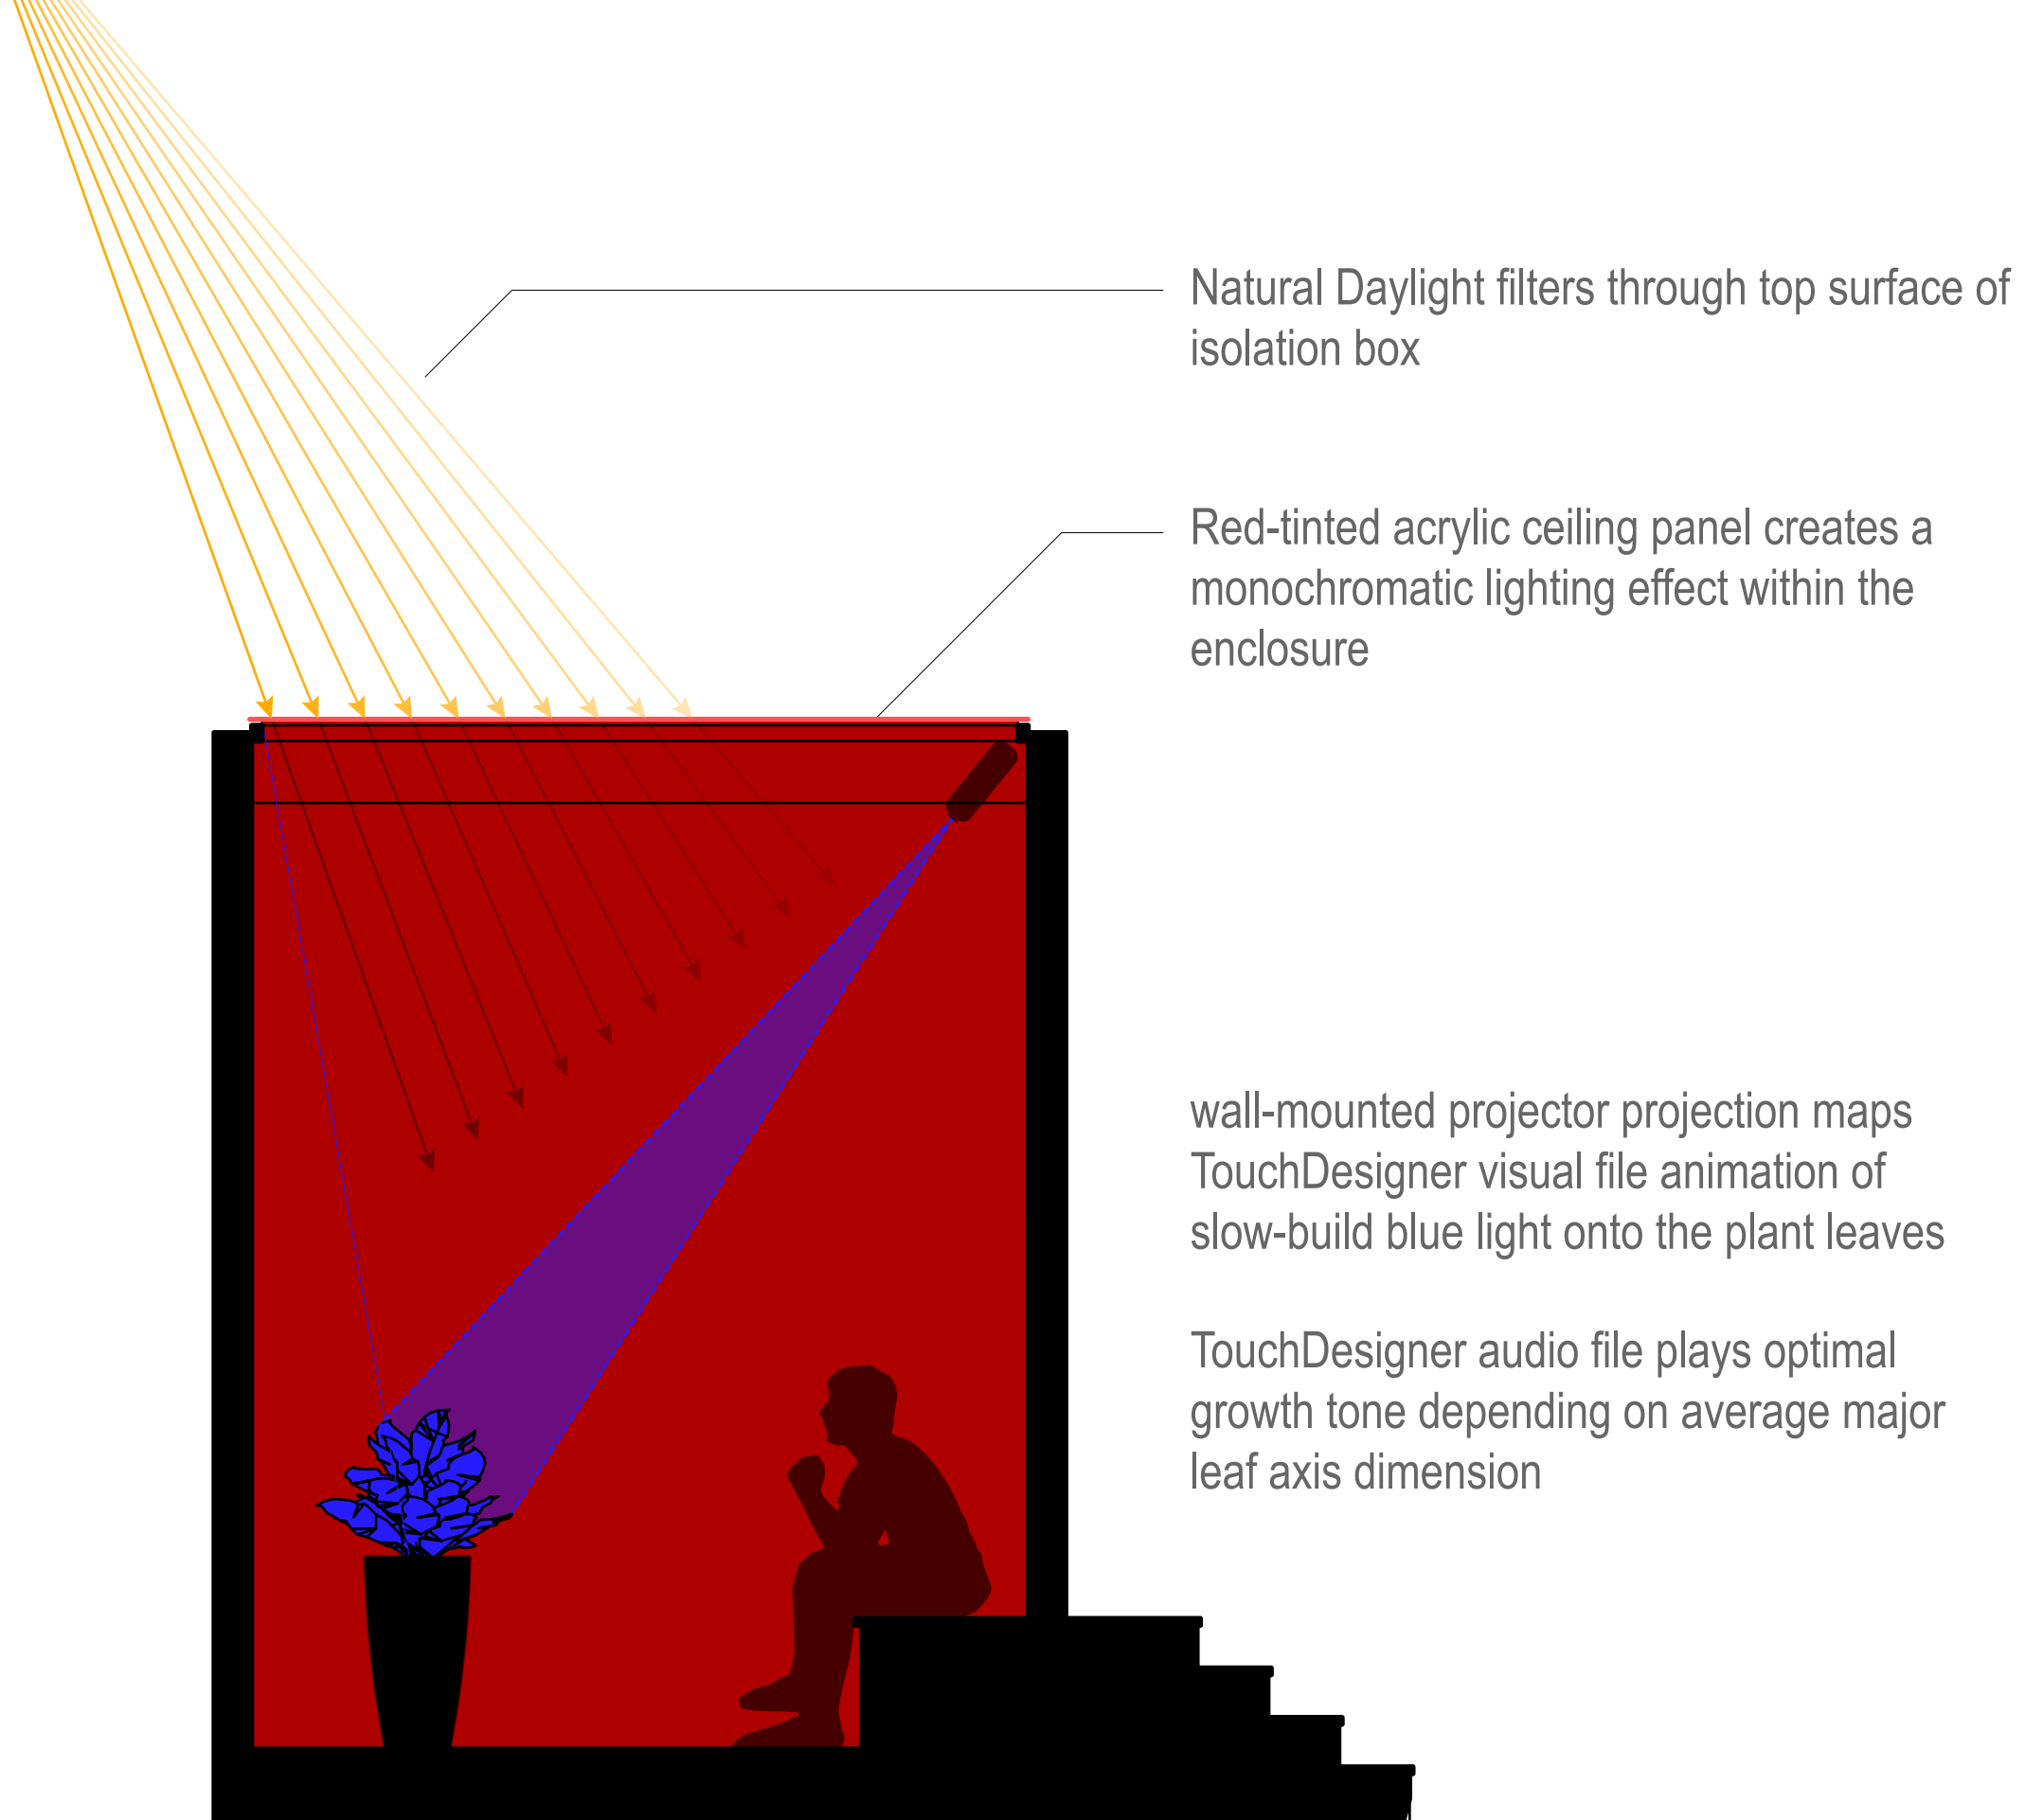 Natural Daylight filters through top surface of
isolation box
Red-tinted acrylic ceiling panel creates a
monochromatic lighting effect within the
enclosure
wall-mounted projector projection maps
TouchDesigner visual file animation of
slow-build blue light onto the plant leaves
TouchDesigner audio file plays optimal
growth tone depending on average major
leaf axis dimension